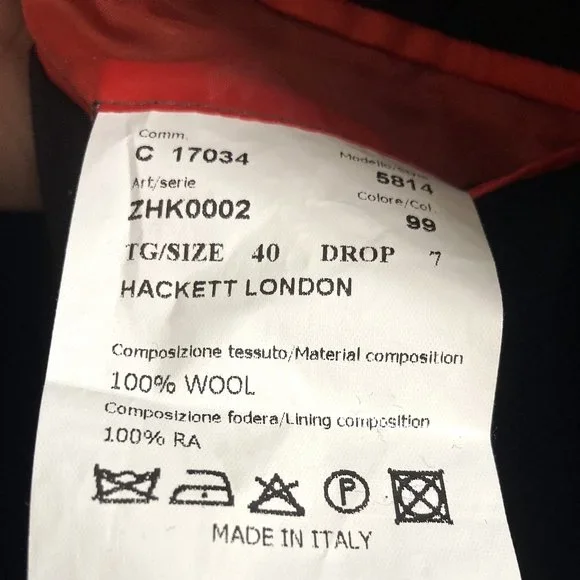 Comm.
C 17034
Modello/
5814
Art/serie
ZHK0002
Colore/Col.
99
TG/SIZE 40 DROP 7
HACKETT LONDON
Composizione tessuto/Material composition
100% WOOL
Composizione fodera/Lining composition
100% RA
P
MADE IN ITALY